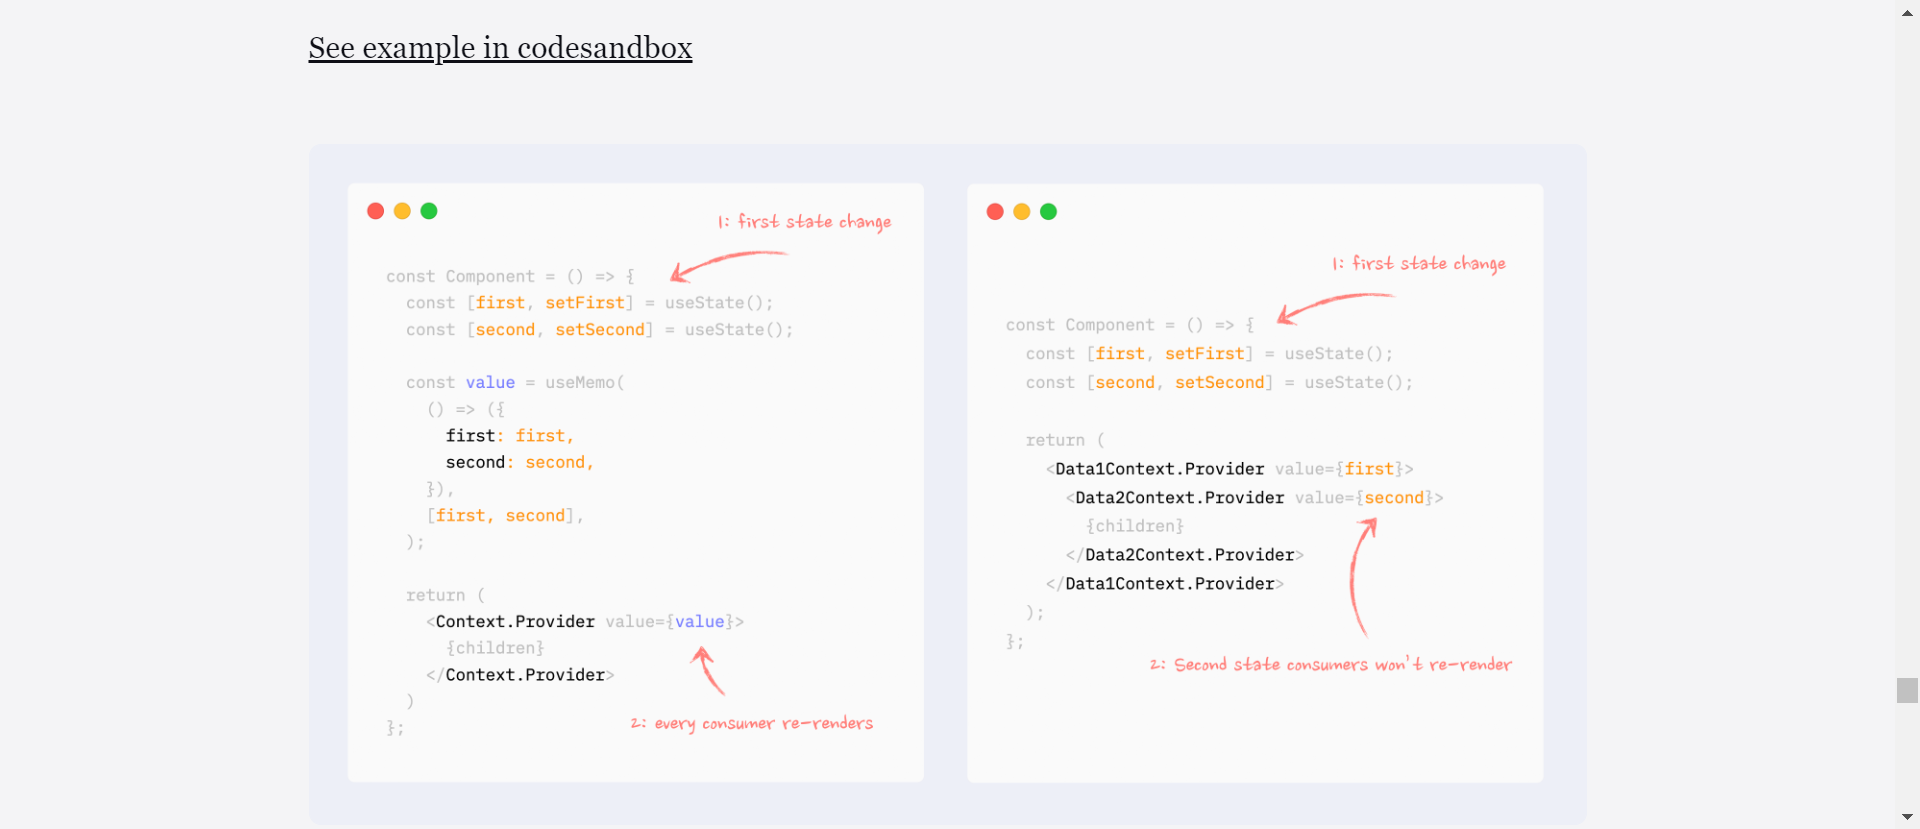 See example in codesandbox
1: first state change
const Component = () => {
const [first, setFirst] = useState();
const [second, setSecond] = useState();
const value = useMemo(
() => ({
first: first,
second: second,
}),
[first, second],
);
return (
<Context.Provider value={value}>
{children}
</Context.Provider>
)
};
2: every consumer re-renders
1: first state change
const Component = () => {
const [first, setFirst] = useState();
const [second, setSecond] = useState();
return (
<Data1Context.Provider value={first}>
<Data2Context.Provider value={second}>
{children}
</Data2Context.Provider>
</Data1Context.Provider>
);
};
2: Second state consumers won't re-render